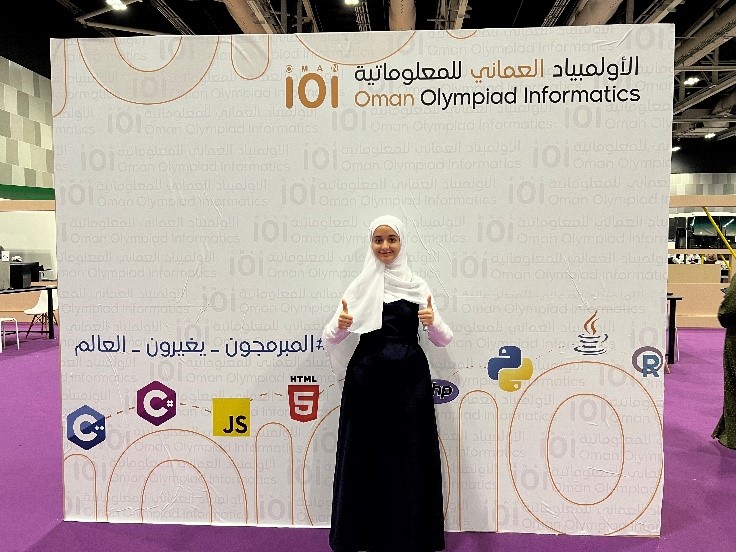 OMAN
IOI
الأولمبياد العماني للمعلوماتية
Oman Olympiad Informatics
#المبرمجون _ يغيرون _ العالم
C++
C#
JS
HTML
5
php
R